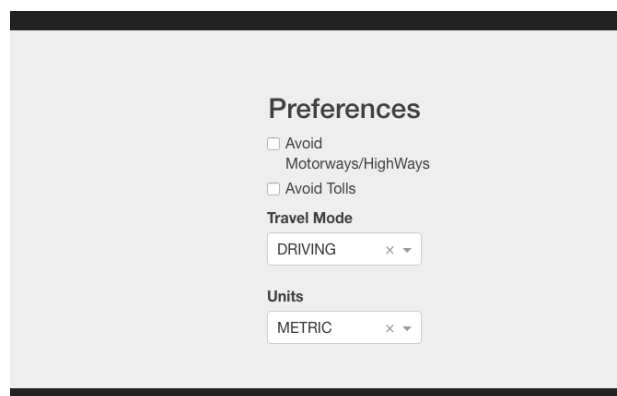 Preferences
Avoid
Motorways/HighWays
Avoid Tolls
Travel Mode
DRIVING
Units
METRIC